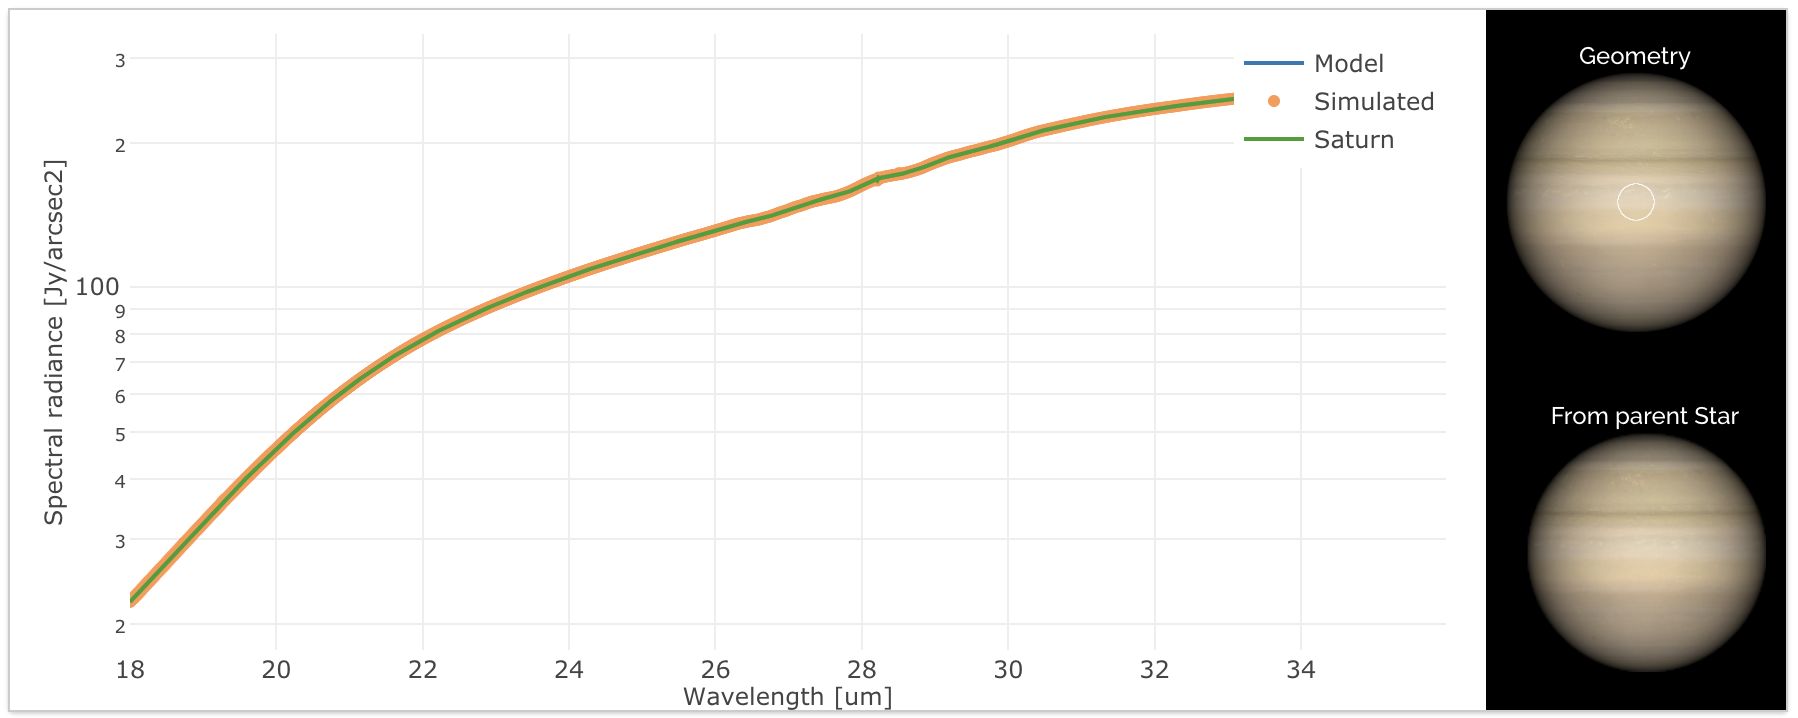 3
2
100
9
8
7
6
5
4
3
2
Spectral radiance [Jy/arcsec2]
18 20 22 24 26 28 30 32 34
Wavelength [um]
Model
Simulated
Saturn
Geometry
From parent Star